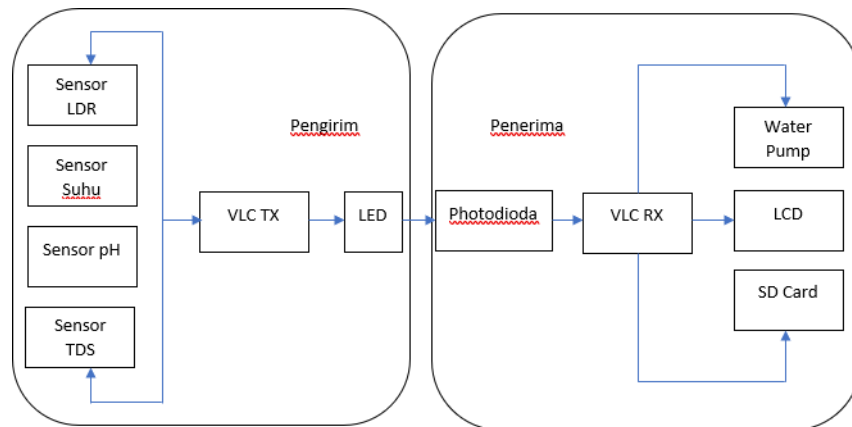 Sensor
LDR
Sensor
Suhu
Sensor pH
Sensor
TDS
Pengirim
VLC TX
LED
Penerima
Photodioda
VLC RX
Water
Pump
LCD
SD Card